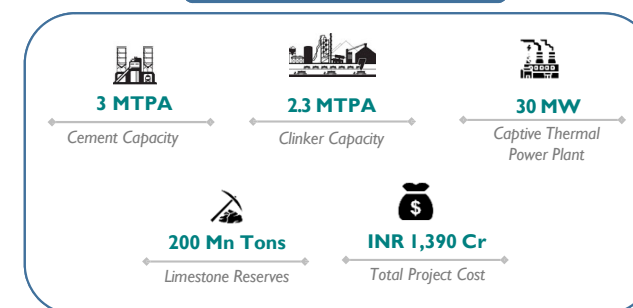 3 MTPA
Cement Capacity
2.3 MTPA
Clinker Capacity
30 MW
Captive Thermal
Power Plant
$
200 Mn Tons
Limestone Reserves
INR 1,390 Cr
Total Project Cost